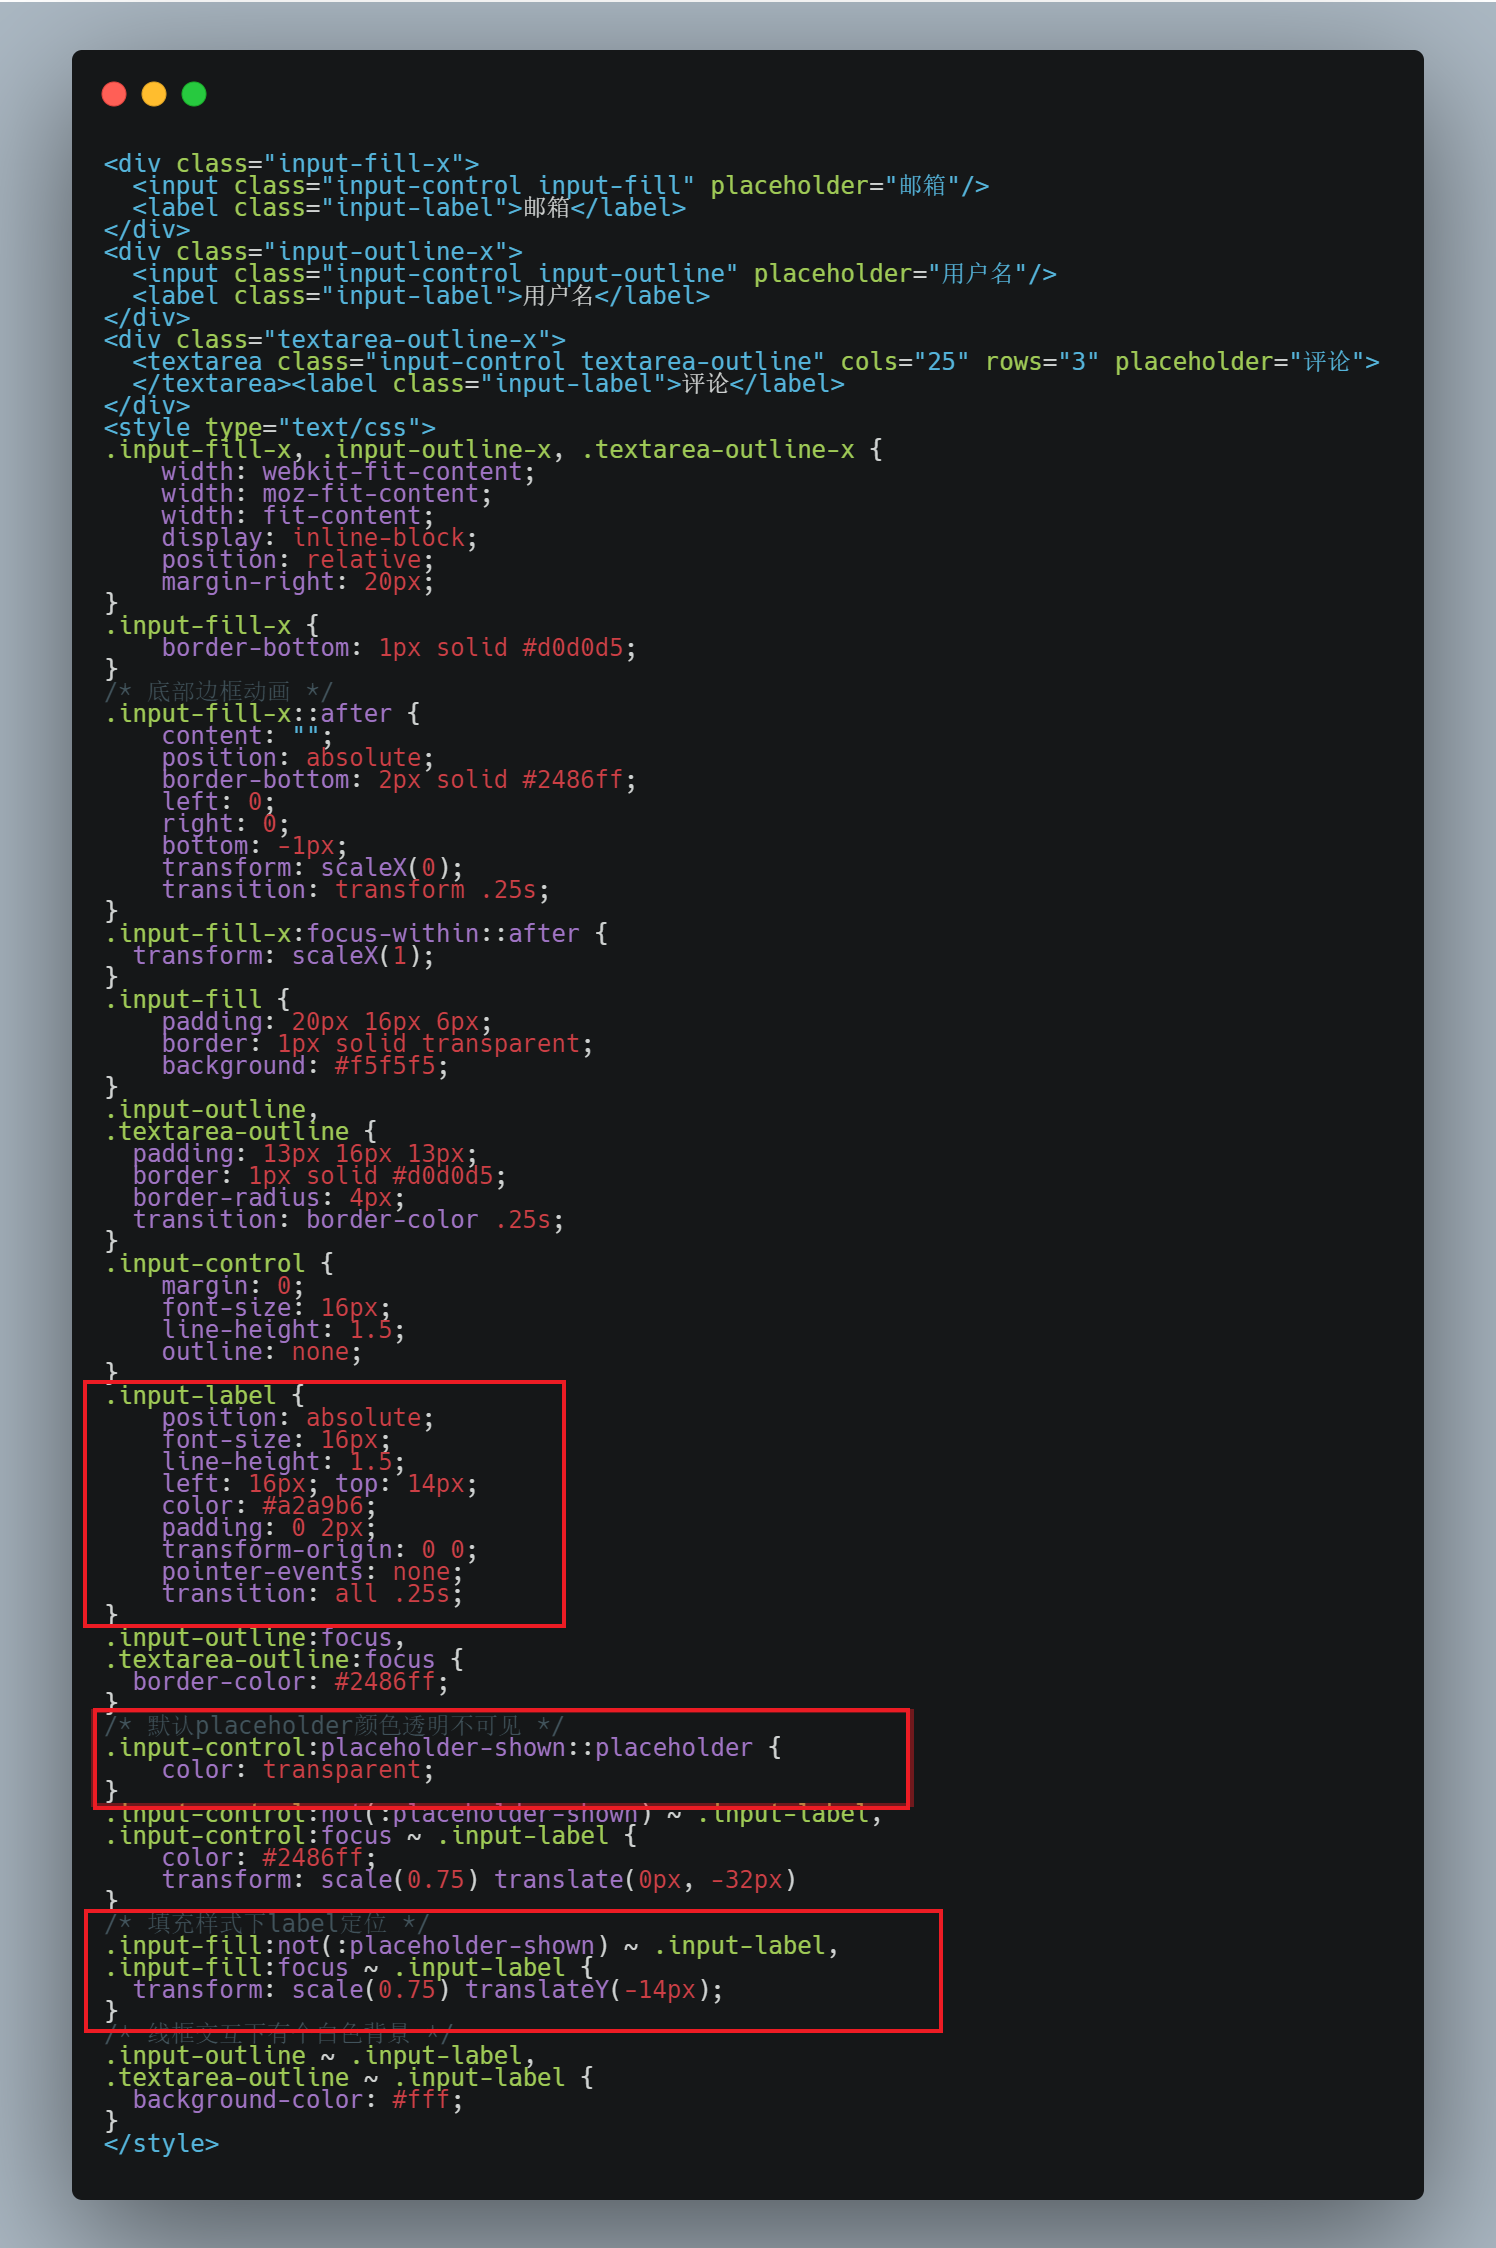 <div class="input-fill-x">
  <input class="input-control input-fill" placeholder="邮箱"/>
  <label class="input-label">邮箱</label>
</div>
<div class="input-outline-x">
  <input class="input-control input-outline" placeholder="用户名"/>
  <label class="input-label">用户名</label>
</div>
<div class="textarea-outline-x">
  <textarea class="input-control textarea-outline" cols="25" rows="3" placeholder="评论">
  </textarea><label class="input-label">评论</label>
</div>
<style type="text/css">
.input-fill-x, .input-outline-x, .textarea-outline-x {
    width: webkit-fit-content;
    width: moz-fit-content;
    width: fit-content;
    display: inline-block;
    position: relative;
    margin-right: 20px;
}
.input-fill-x {
    border-bottom: 1px solid #d0d0d5;
}
/* 底部边框动画 */
.input-fill-x::after {
    content: "";
    position: absolute;
    border-bottom: 2px solid #2486ff;
    left: 0;
    right: 0;
    bottom: -1px;
    transform: scaleX(0);
    transition: transform .25s;
}
.input-fill-x:focus-within::after {
  transform: scaleX(1);
}
.input-fill {
    padding: 20px 16px 6px;
    border: 1px solid transparent;
    background: #f5f5f5;
}
.input-outline,
.textarea-outline {
  padding: 13px 16px 13px;
  border: 1px solid #d0d0d5;
  border-radius: 4px;
  transition: border-color .25s;
}
.input-control {
    margin: 0;
    font-size: 16px;
    line-height: 1.5;
    outline: none;
}
.input-label {
    position: absolute;
    font-size: 16px;
    line-height: 1.5;
    left: 16px; top: 14px;
    color: #a2a9b6;
    padding: 0 2px;
    transform-origin: 0 0;
    pointer-events: none;
    transition: all .25s;
}
.input-outline:focus,
.textarea-outline:focus {
  border-color: #2486ff;
}
/* 默认placeholder颜色透明不可见 */
.input-control:placeholder-shown::placeholder {
    color: transparent;
}
.input-control:not(:placeholder-shown) ~ .input-label,
.input-control:focus ~ .input-label {
    color: #2486ff;
    transform: scale(0.75) translate(0px, -32px)
}
/* 填充样式下label定位 */
.input-fill:not(:placeholder-shown) ~ .input-label,
.input-fill:focus ~ .input-label {
  transform: scale(0.75) translateY(-14px);
}
/* 线框交互下有个白色背景 */
.input-outline ~ .input-label,
.textarea-outline ~ .input-label {
  background-color: #fff;
}
</style>